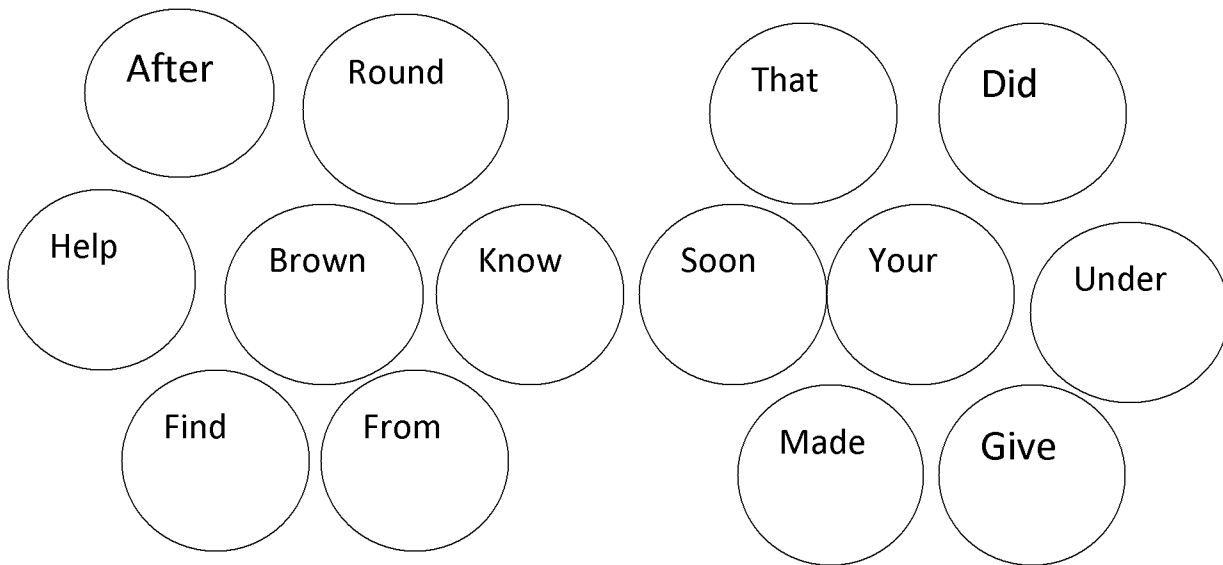 After
Round
That
Did
Help
Brown
Know
Soon
Your
Under
Find
From
Made
Give